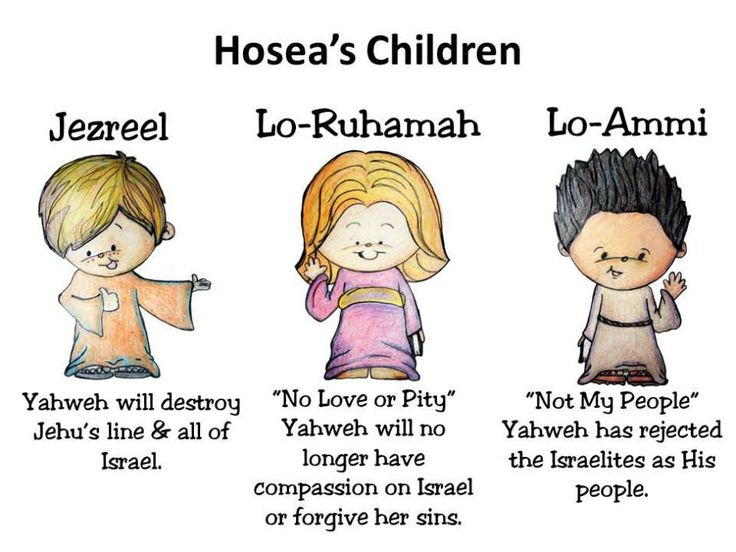 Hosea's Children
Jezreel
Lo-Ruhamah
Lo-Ammi
Yahweh will destroy
Jehu's line & all of
Israel.
"No Love or Pity"
Yahweh will no
longer have
compassion on Israel
or forgive her sins.
"Not My People"
Yahweh has rejected
the Israelites as His
people.